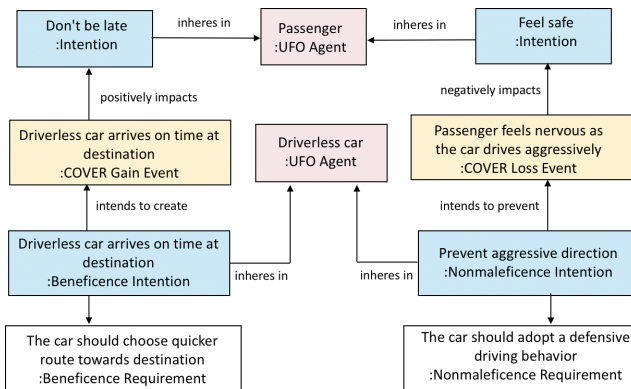 Don't be late
:Intention
inheres in
Passenger
:UFO Agent
inheres in
Feel safe
:Intention
positively impacts
negatively impacts
Driverless car arrives on time at
destination
:COVER Gain Event
Driverless car
:UFO Agent
Passenger feels nervous as
the car drives aggressively
:COVER Loss Event
intends to create
intends to prevent
Driverless car arrives on time at
destination
:Beneficence Intention
inheres in
inheres in
Prevent aggressive direction
:Nonmaleficence Intention
The car should choose quicker
route towards destination
:Beneficence Requirement
The car should adopt a defensive
driving behavior
:Nonmaleficence Requirement